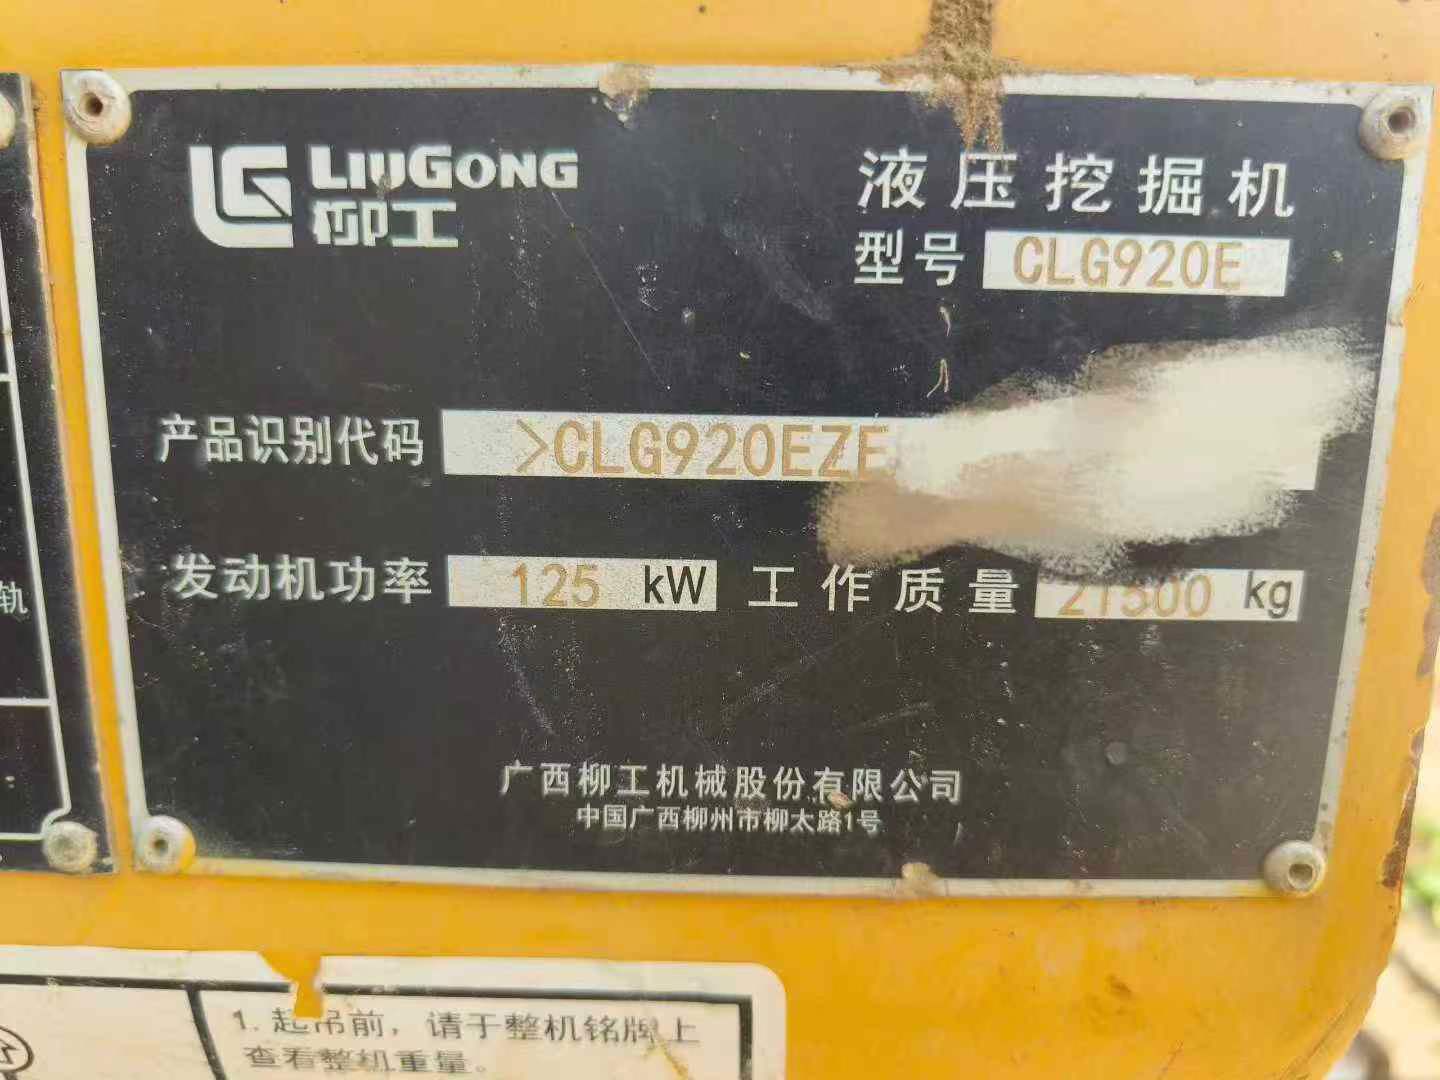 LIUGONG
柳工
液压挖掘机
型号 CLG920E
产品识别代码 >CLG920EZE
发动机功率 125 kW 工作质量 21500 kg
广西柳工机械股份有限公司
中国广西柳州市柳太路1号
轨
1. 起吊前，请于整机铭牌上
查看整机重量。